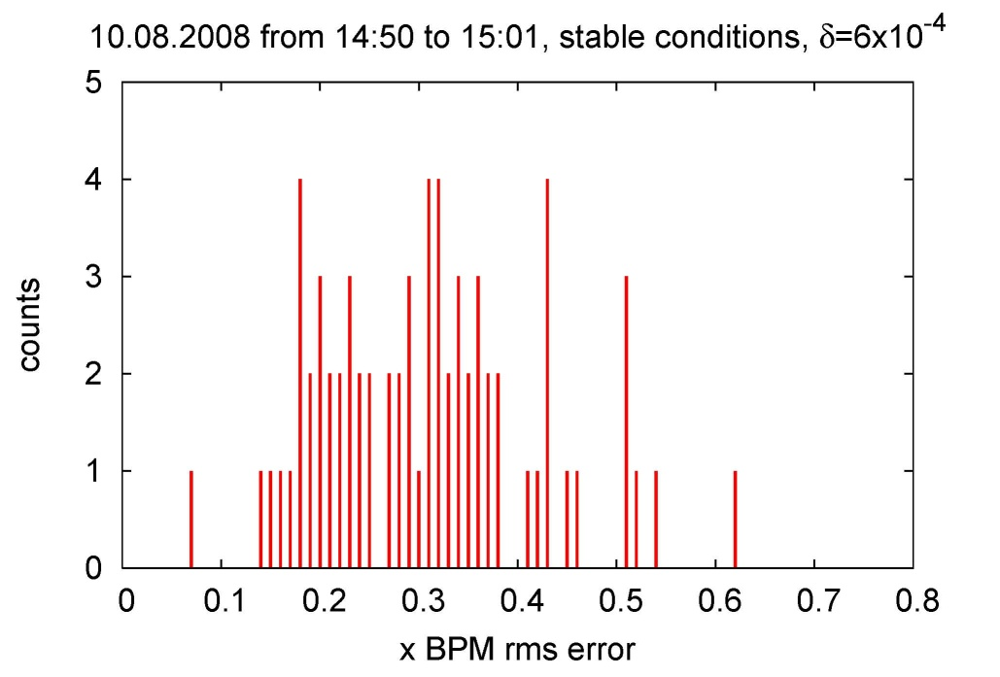 10.08.2008 from 14:50 to 15:01, stable conditions, δ=6x10⁻⁴
5
4
3
2
1
0
counts
0 0.1 0.2 0.3 0.4 0.5 0.6 0.7 0.8
x BPM rms error